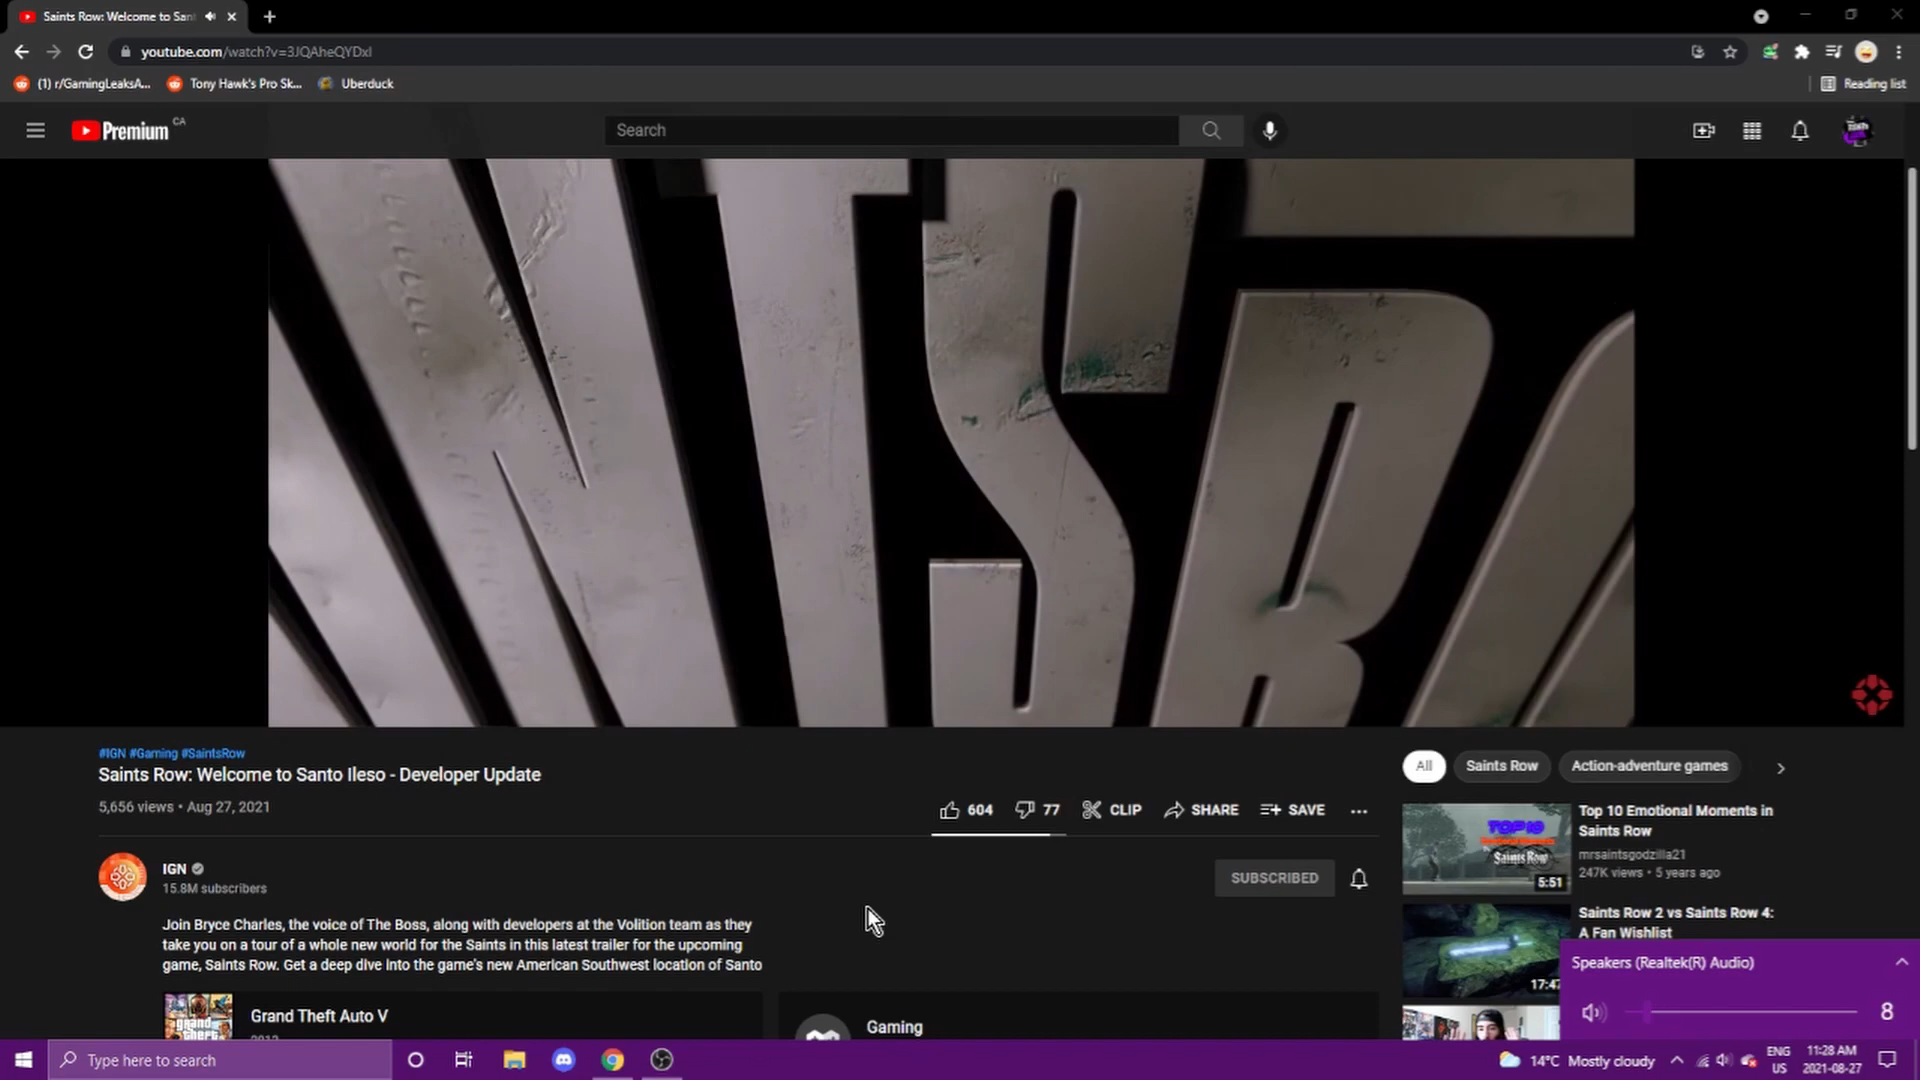 Saints Row: Welcome to San
youtube.com/watch?v=3JQAheQYDxI
(1) r/GamingLeaksA...
Tony Hawk's Pro Sk...
Uberduck
Reading list
Premium CA
Search
NTS RO
#IGN #Gaming #SaintsRow
Saints Row: Welcome to Santo Ileso - Developer Update
5,656 views • Aug 27, 2021
604
77
CLIP
SHARE
SAVE
IGN
15.8M subscribers
SUBSCRIBED
Join Bryce Charles, the voice of The Boss, along with developers at the Volition team as they
take you on a tour of a whole new world for the Saints in this latest trailer for the upcoming
game, Saints Row. Get a deep dive into the game's new American Southwest location of Santo
Grand Theft Auto V
2013
Gaming
All
Saints Row
Action-adventure games
TOP 10
Saints Row
5:51
Top 10 Emotional Moments in
Saints Row
mrsaintsgodzilla21
247K views • 5 years ago
17:47
Saints Row 2 vs Saints Row 4:
A Fan Wishlist
Speakers (Realtek(R) Audio)
8
Type here to search
14°C Mostly cloudy
ENG
US
11:28 AM
2021-08-27